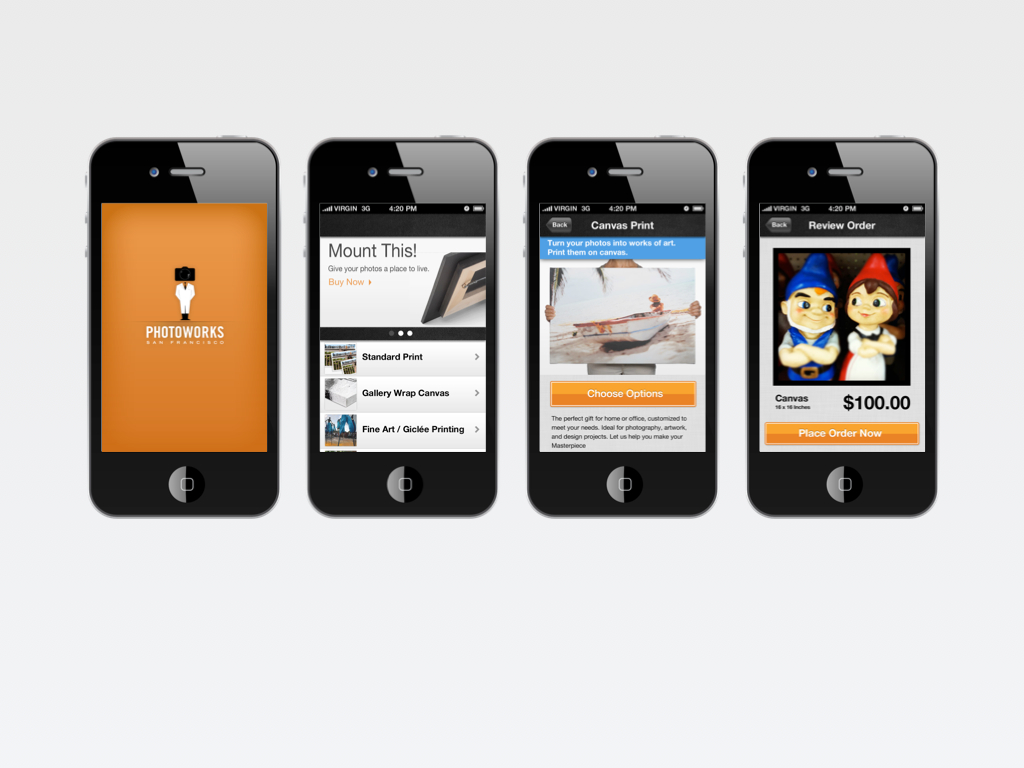 PHOTOWORKS
SAN FRANCISCO
VIRGIN 3G 4:20 PM
Mount This!
Give your photos a place to live.
Buy Now
Standard Print
Gallery Wrap Canvas
Fine Art / Giclée Printing
VIRGIN 3G 4:20 PM
Back Canvas Print
Turn your photos into works of art.
Print them on canvas.
Choose Options
The perfect gift for home or office, customized to
meet your needs. Ideal for photography, artwork,
and design projects. Let us help you make your
Masterpiece
VIRGIN 3G 4:20 PM
Back Review Order
Canvas
16 x 16 Inches
$100.00
Place Order Now